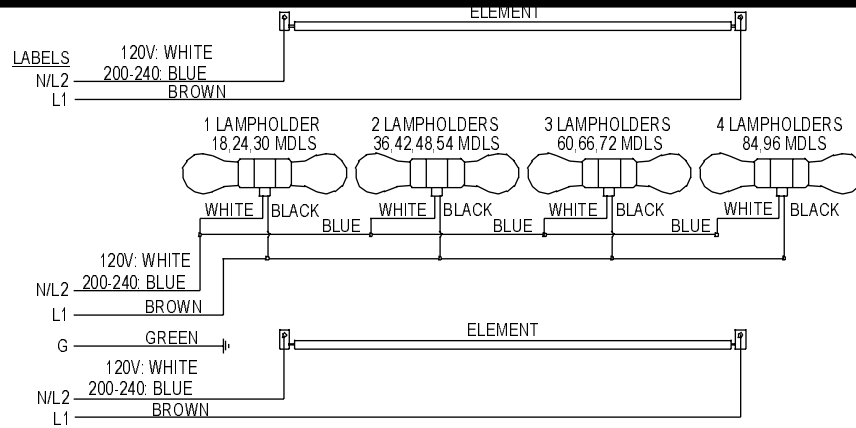 ELEMENT
LABELS
120V: WHITE
N/L2 200-240: BLUE
L1 BROWN
1 LAMPHOLDER 2 LAMPHOLDERS 3 LAMPHOLDERS 4 LAMPHOLDERS
18,24,30 MDLS 36,42,48,54 MDLS 60,66,72 MDLS 84,96 MDLS
WHITE BLACK WHITE BLACK WHITE BLACK WHITE BLACK
BLUE BLUE BLUE
120V: WHITE
N/L2 200-240: BLUE
L1 BROWN
G GREEN
ELEMENT
120V: WHITE
N/L2 200-240: BLUE
L1 BROWN